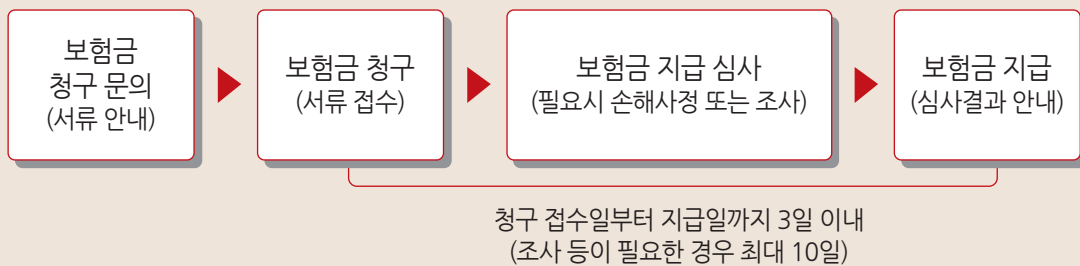 보험금
청구 문의
(서류 안내)
보험금 청구
(서류 접수)
보험금 지급 심사
(필요시 손해사정 또는 조사)
보험금 지급
(심사결과 안내)
청구 접수일부터 지급일까지 3일 이내
(조사 등이 필요한 경우 최대 10일)